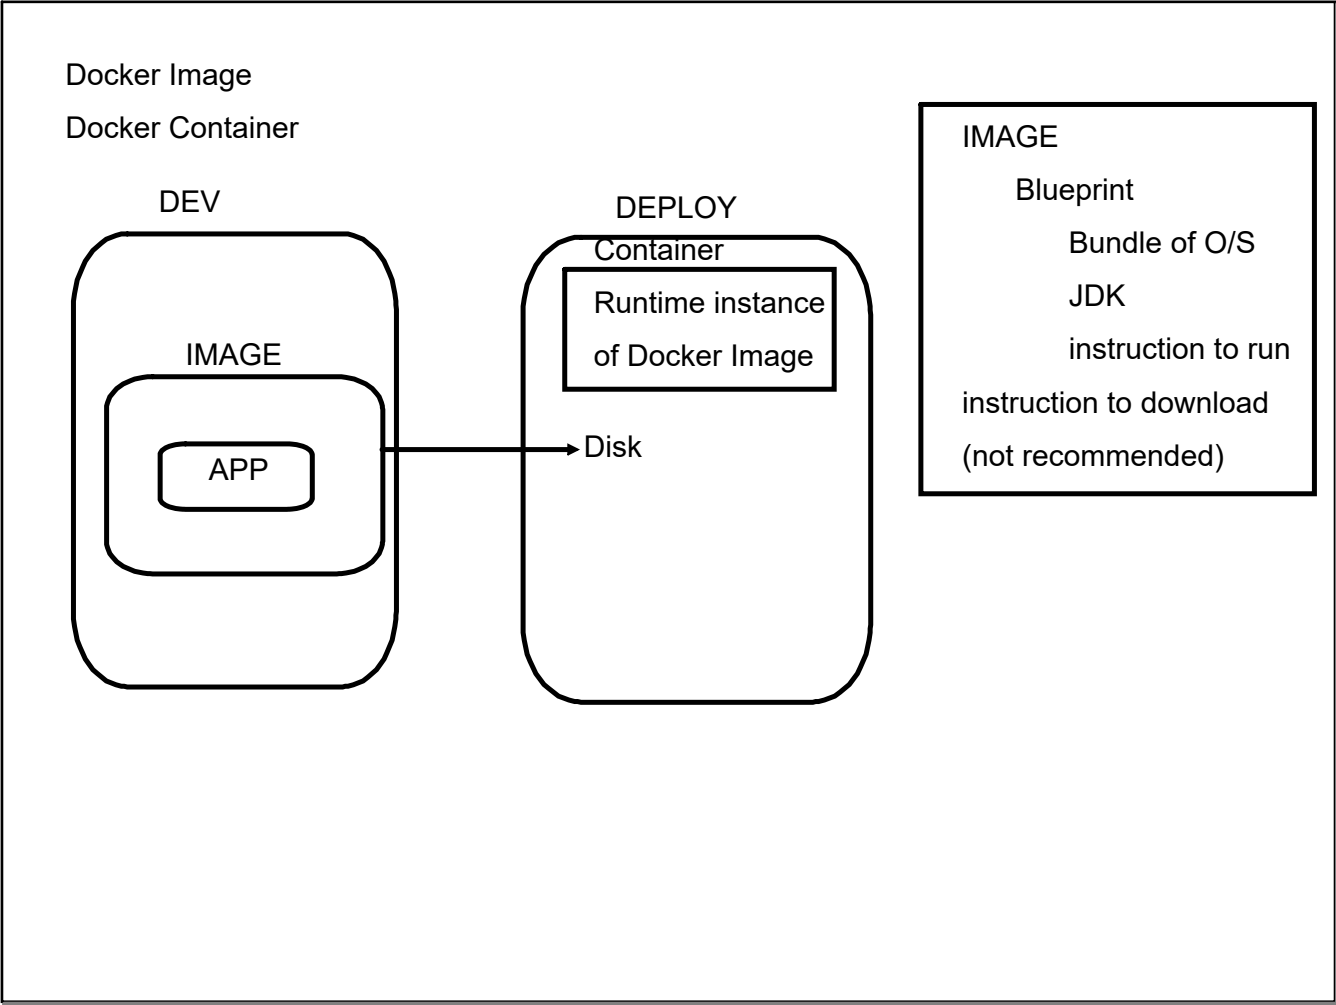 Docker Image
Docker Container
DEV
IMAGE
APP
DEPLOY
Container
Runtime instance
of Docker Image
Disk
IMAGE
Blueprint
Bundle of O/S
JDK
instruction to run
instruction to download
(not recommended)